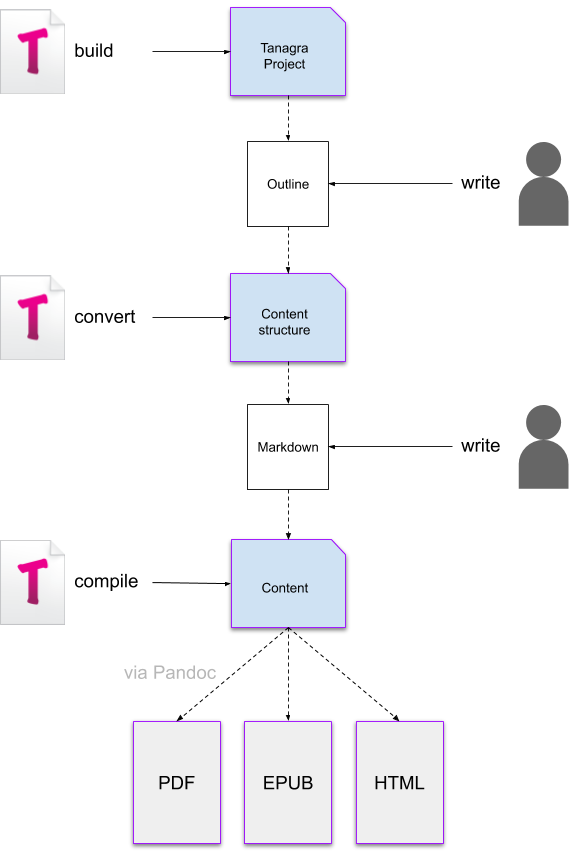 T
build
Tanagra
Project
Outline
write
T
convert
Content
structure
Markdown
write
T
compile
Content
via Pandoc
PDF
EPUB
HTML